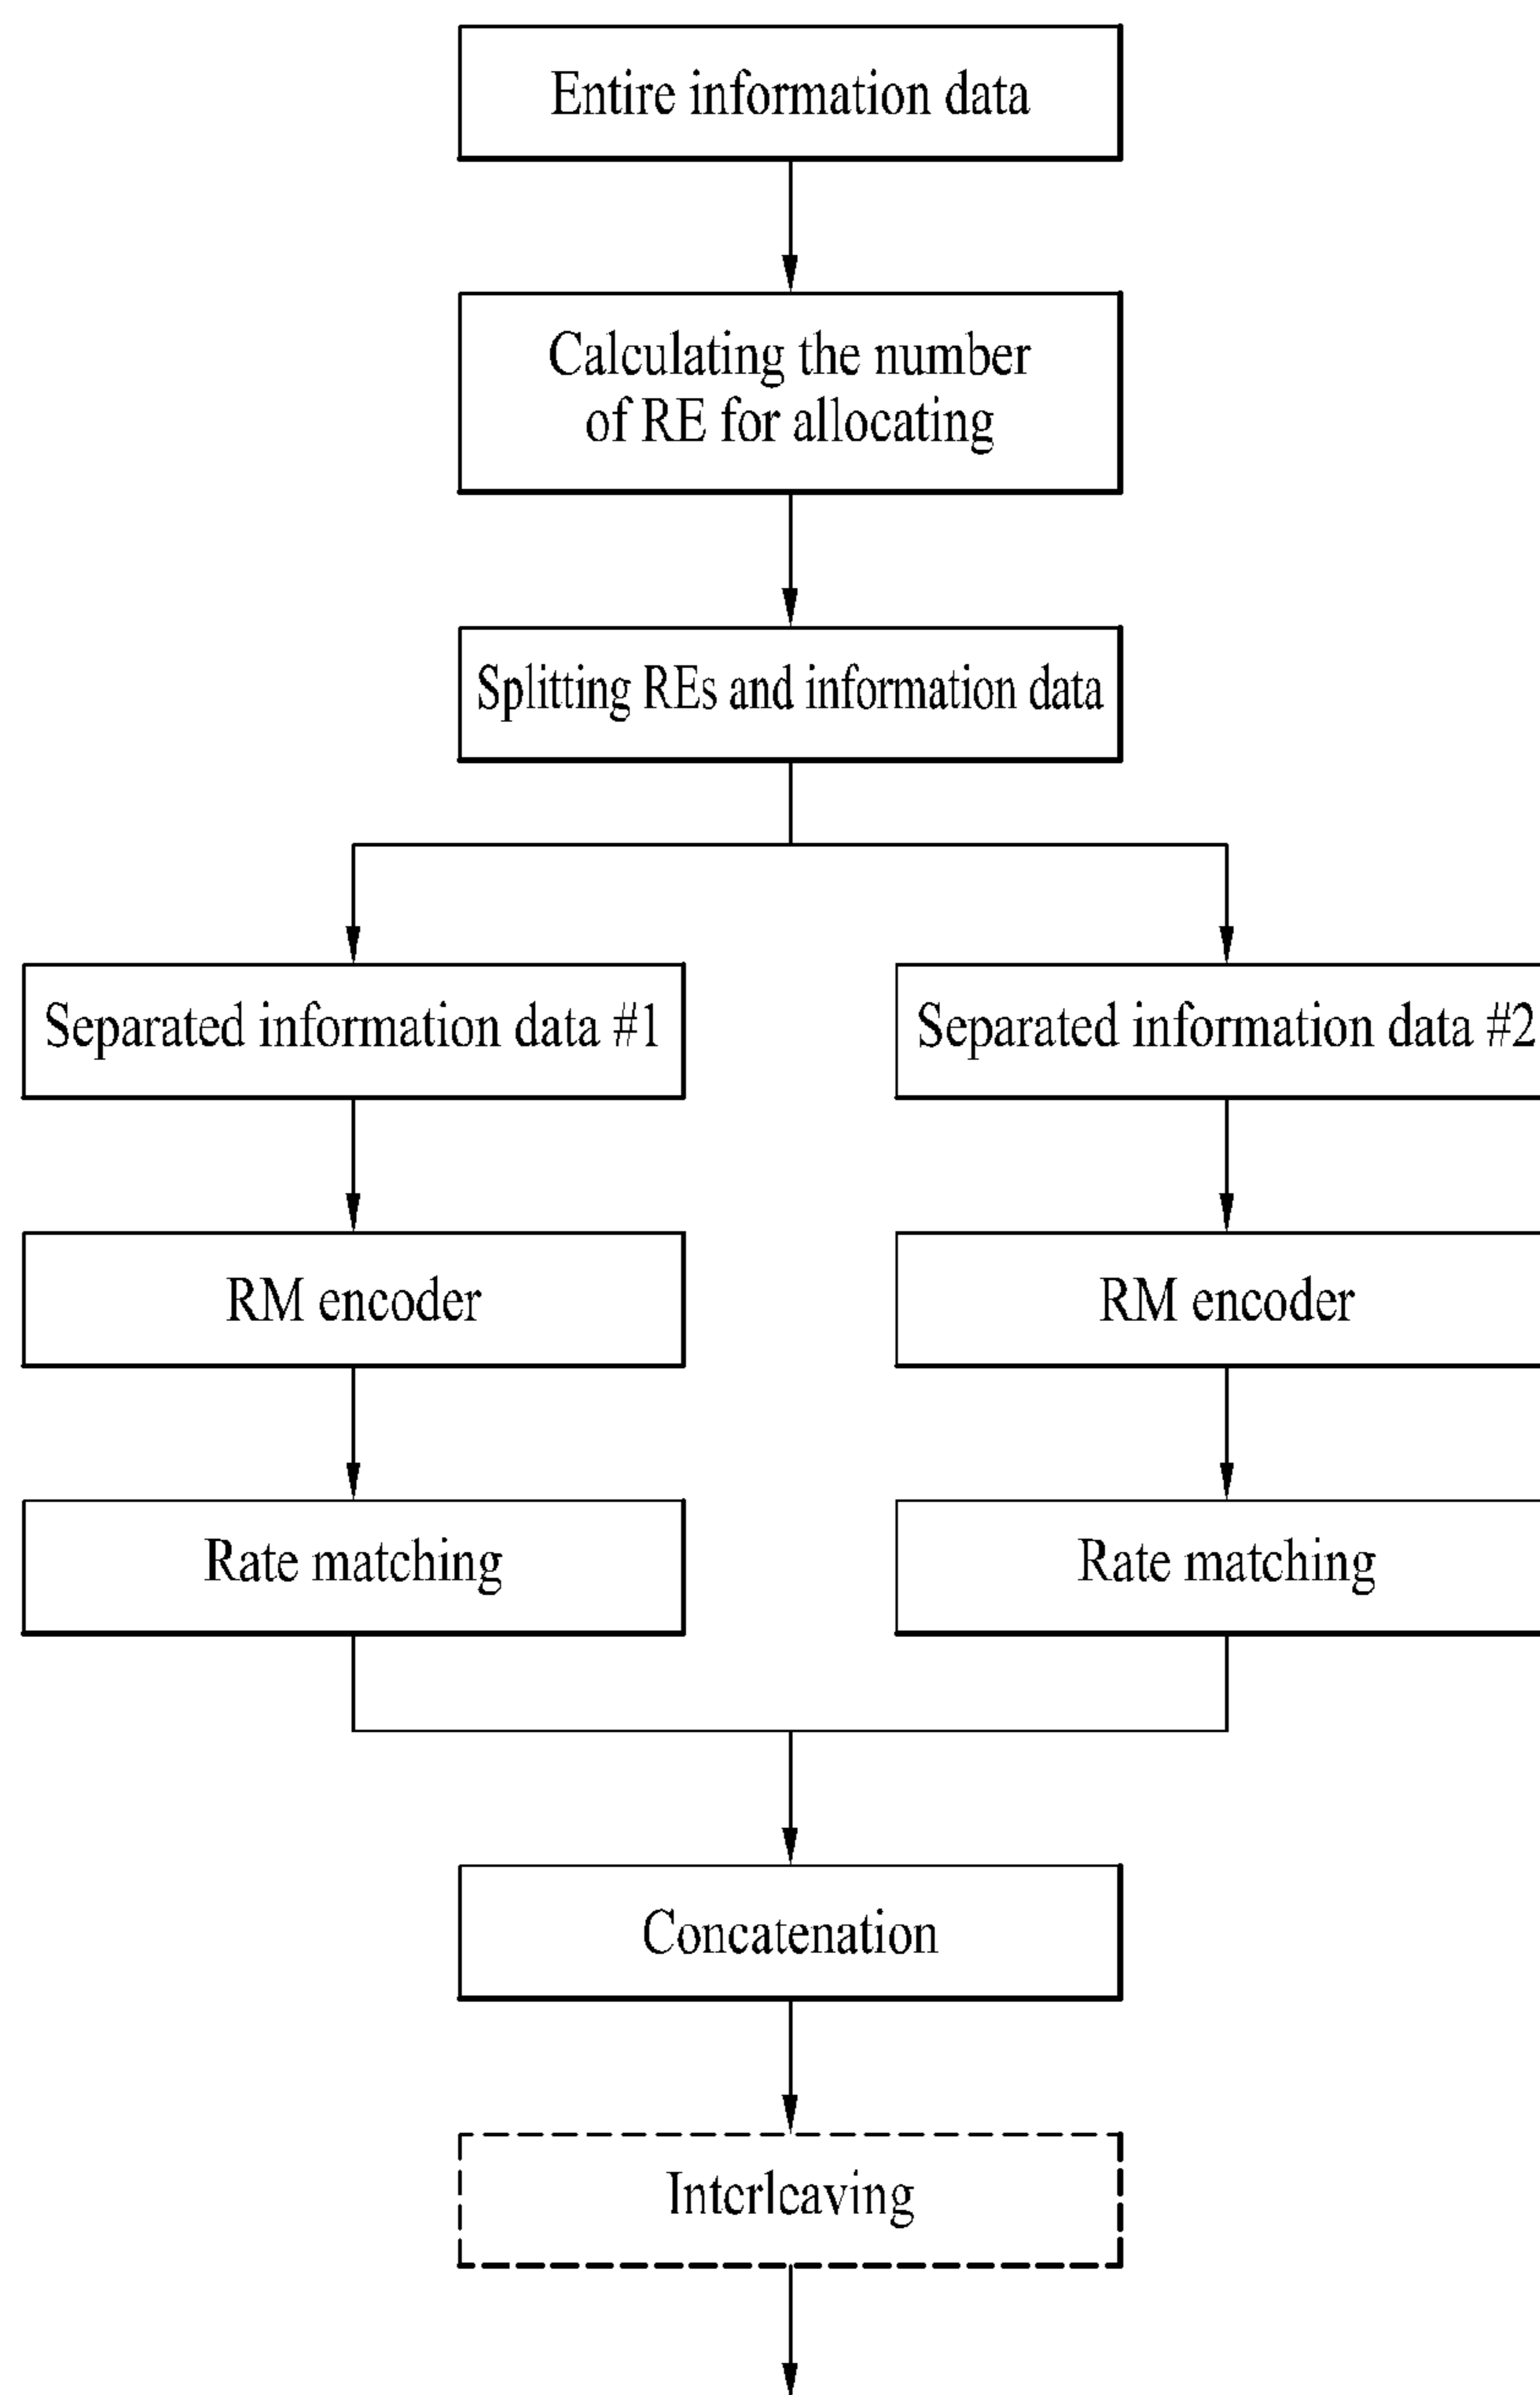 Entire information data
Calculating the number
of RE for allocating
Splitting REs and information data
Separated information data #1
Separated information data #2
RM encoder
RM encoder
Rate matching
Rate matching
Concatenation
Interleaving